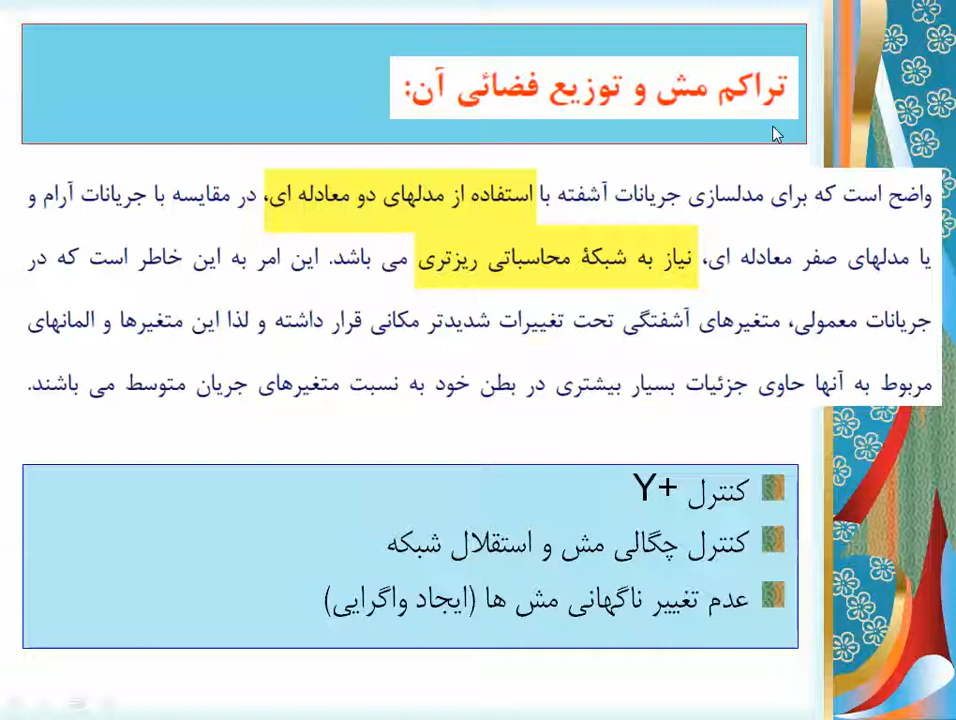 تراکم مش و توزیع فضائی آن:
واضح است که برای مدلسازی جریانات آشفته با استفاده از مدلهای دو معادله ای، در مقایسه با جریانات آرام و
یا مدلهای صفر معادله ای، نیاز به شبکهٔ محاسباتی ریزتری می باشد. این امر به این خاطر است که در
جریانات معمولی، متغیرهای آشفتگی تحت تغییرات شدیدتر مکانی قرار داشته و لذا این متغیرها و المانهای
مربوط به آنها حاوی جزئیات بسیار بیشتری در بطن خود به نسبت متغیرهای جریان متوسط می باشند.
کنترل Y+
کنترل چگالی مش و استقلال شبکه
عدم تغییر ناگهانی مش ها (ایجاد واگرایی)